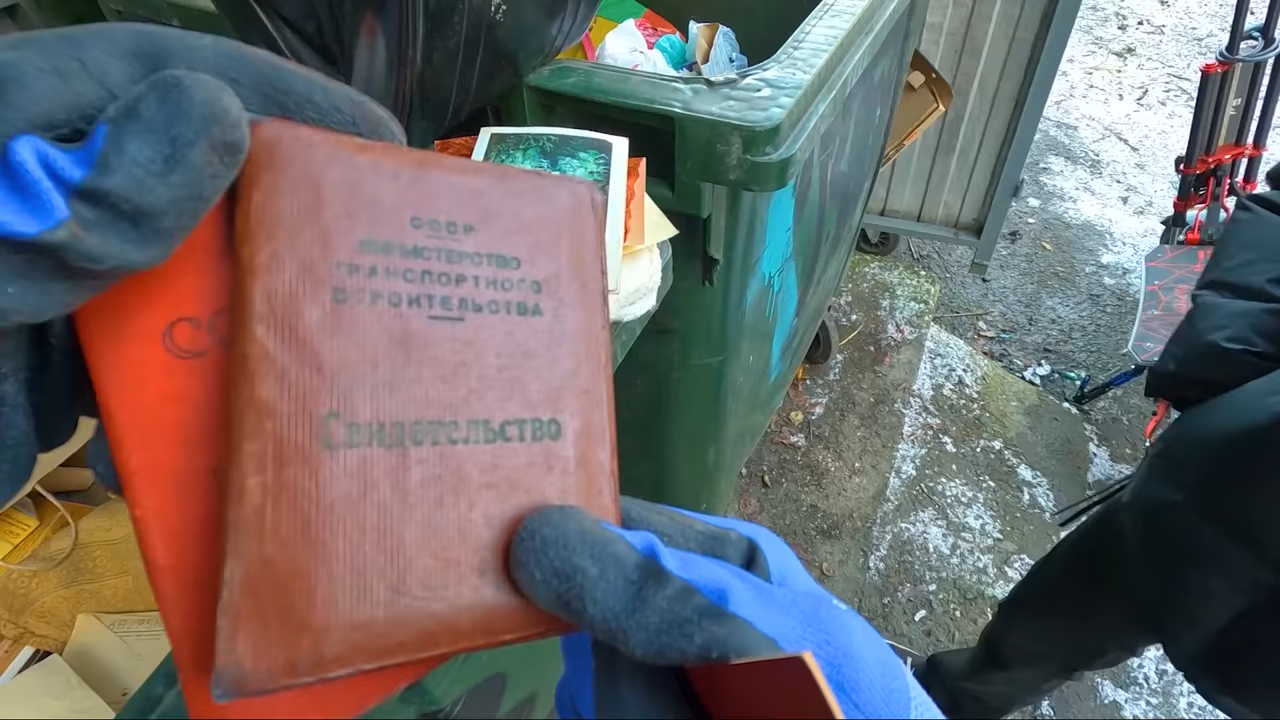 СССР
МИНИСТЕРСТВО
ТРАНСПОРТНОГО
СТРОИТЕЛЬСТВА
Свидетельство